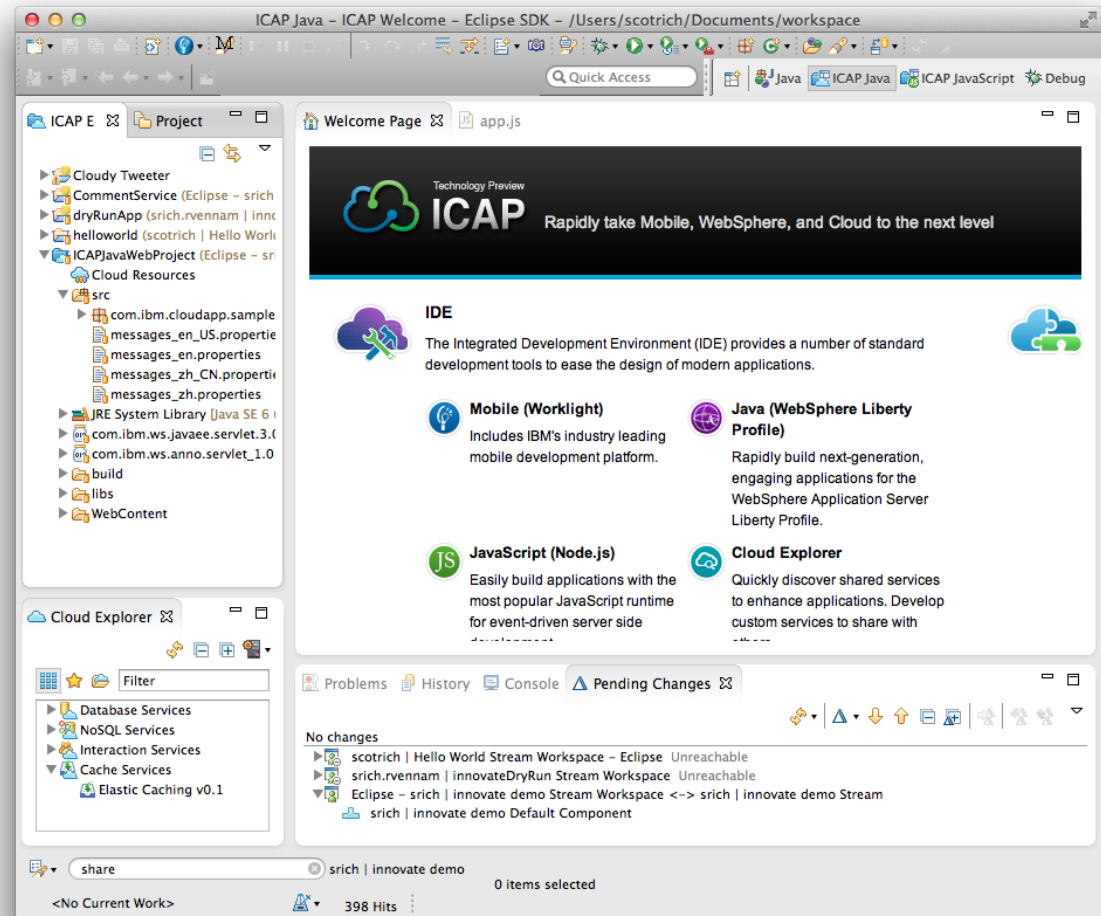 ICAP Java – ICAP Welcome – Eclipse SDK – /Users/scotrich/Documents/workspace
Quick Access
Java
ICAP Java
ICAP JavaScript
Debug
ICAP E
Project
Cloudy Tweeter
CommentService (Eclipse – srich
dryRunApp (srich.rvennam | inno
helloworld (scotrich | Hello World
ICAPJavaWebProject (Eclipse – sri
Cloud Resources
src
com.ibm.cloudapp.sample
messages_en_US.propertie
messages_en.properties
messages_zh_CN.propertie
messages_zh.properties
JRE System Library [Java SE 6
com.ibm.ws.javaee.servlet.3.0
com.ibm.ws.anno.servlet_1.0
build
libs
WebContent
Welcome Page
app.js
Technology Preview
ICAP
Rapidly take Mobile, WebSphere, and Cloud to the next level
IDE
The Integrated Development Environment (IDE) provides a number of standard
development tools to ease the design of modern applications.
Mobile (Worklight)
Includes IBM's industry leading
mobile development platform.
Java (WebSphere Liberty
Profile)
Rapidly build next-generation,
engaging applications for the
WebSphere Application Server
Liberty Profile.
JS
JavaScript (Node.js)
Easily build applications with the
most popular JavaScript runtime
for event-driven server side
development.
Cloud Explorer
Quickly discover shared services
to enhance applications. Develop
custom services to share with
others.
Cloud Explorer
Filter
Database Services
NoSQL Services
Interaction Services
Cache Services
Elastic Caching v0.1
Problems
History
Console
Pending Changes
No changes
scotrich | Hello World Stream Workspace – Eclipse Unreachable
srich.rvennam | innovateDryRun Stream Workspace Unreachable
Eclipse – srich | innovate demo Stream Workspace <–> srich | innovate demo Stream
srich | innovate demo Default Component
share
srich | innovate demo
0 items selected
<No Current Work>
398 Hits